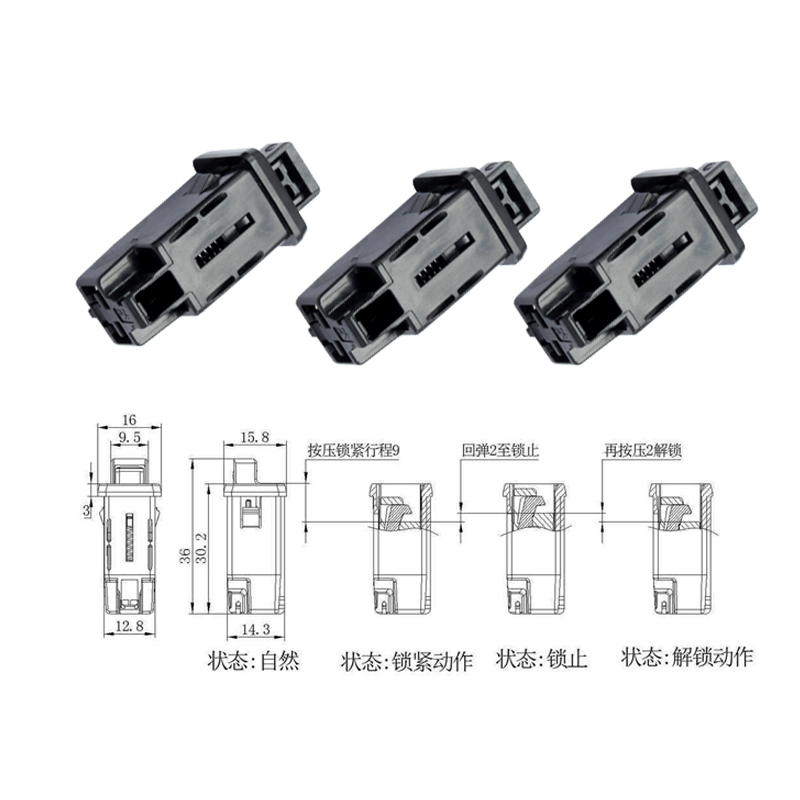 16
9.5
15.8
按压锁紧行程9
回弹2至锁止
再按压2解锁
3
36
30.2
12.8
14.3
状态:自然
状态:锁紧动作
状态:锁止
状态:解锁动作